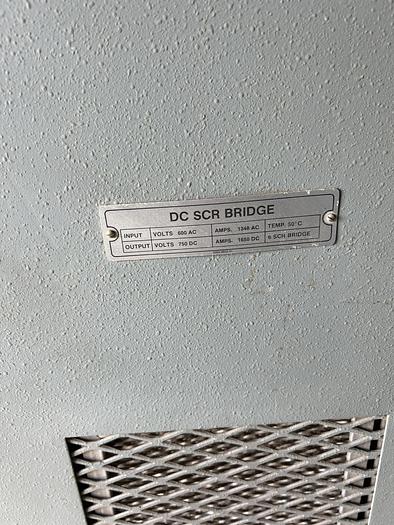 DC SCR BRIDGE
INPUT VOLTS 600 AC AMPS. 1348 AC TEMP. 50°C
OUTPUT VOLTS 750 DC AMPS. 1650 DC 6 SCR BRIDGE